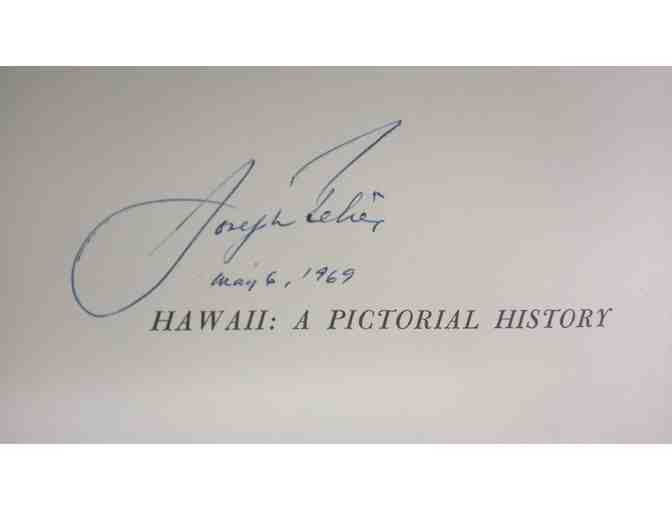 Joseph Feher
May 6, 1969
HAWAII: A PICTORIAL HISTORY